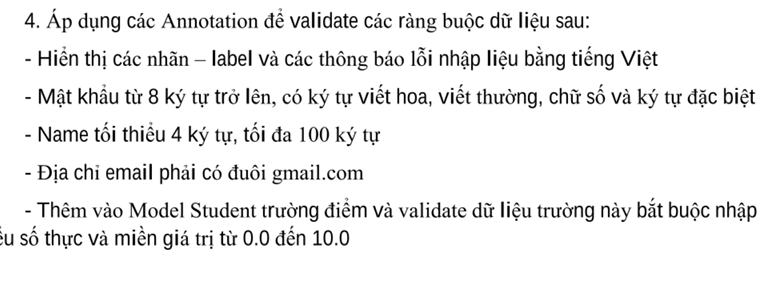 4. Áp dụng các Annotation để validate các ràng buộc dữ liệu sau:
- Hiển thị các nhãn – label và các thông báo lỗi nhập liệu bằng tiếng Việt
- Mật khẩu từ 8 ký tự trở lên, có ký tự viết hoa, viết thường, chữ số và ký tự đặc biệt
- Name tối thiểu 4 ký tự, tối đa 100 ký tự
- Địa chỉ email phải có đuôi gmail.com
- Thêm vào Model Student trường điểm và validate dữ liệu trường này bắt buộc nhập
số thực và miền giá trị từ 0.0 đến 10.0